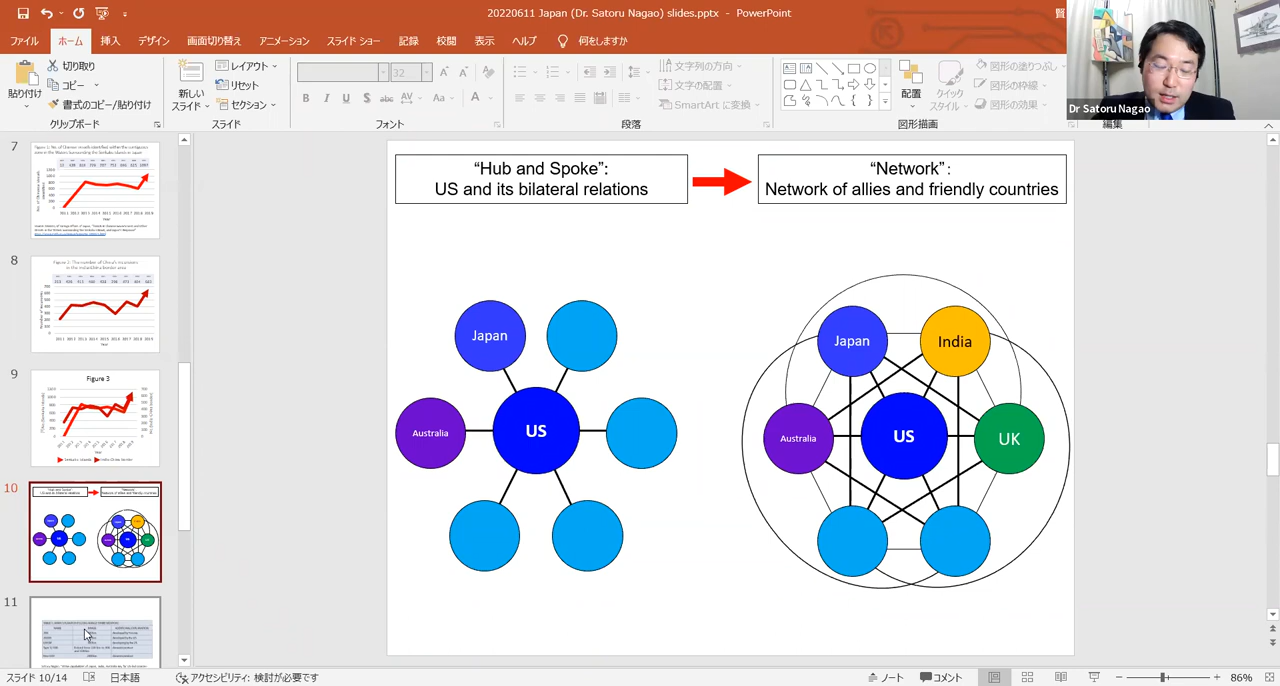 20220611 Japan (Dr. Satoru Nagao) slides.pptx - PowerPoint
賢
ファイル
ホーム
挿入
デザイン
画面切り替え
アニメーション
スライド ショー
記録
校閲
表示
ヘルプ
何をしますか
貼り付け
切り取り
コピー
書式のコピー/貼り付け
クリップボード
新しい
スライド
レイアウト
リセット
セクション
スライド
32
B I U S abc AV Aa
フォント
文字列の方向
文字の配置
SmartArt に変換
段落
配置
クイック
スタイル
図形の塗りつぶし
図形の枠線
図形の効果
図形描画
編集
Dr Satoru Nagao
7
8
9
Figure 3
10
11
"Hub and Spoke":
US and its bilateral relations
"Network":
Network of allies and friendly countries
Japan
Australia
US
Japan
India
Australia
US
UK
スライド 10/14
日本語
アクセシビリティ: 検討が必要です
ノート
コメント
86%